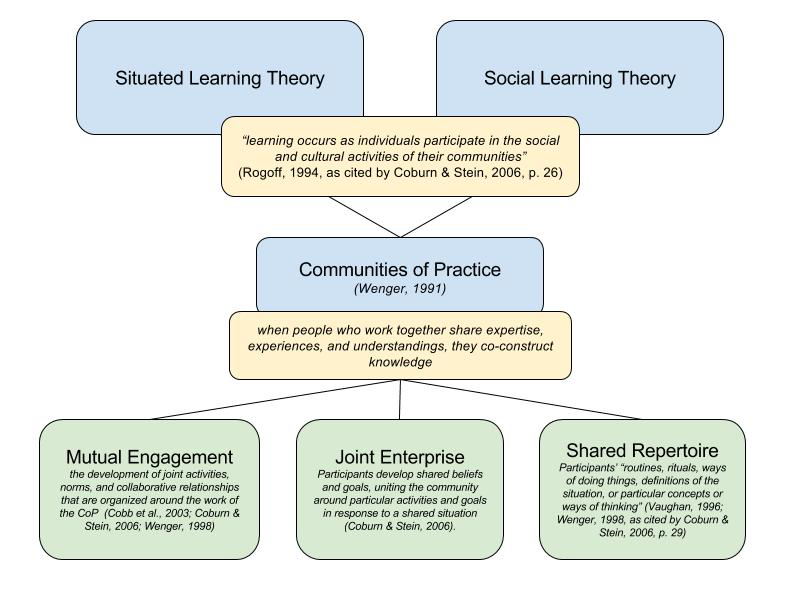 Situated Learning Theory
Social Learning Theory
“learning occurs as individuals participate in the social
and cultural activities of their communities”
(Rogoff, 1994, as cited by Coburn & Stein, 2006, p. 26)
Communities of Practice
(Wenger, 1991)
when people who work together share expertise,
experiences, and understandings, they co-construct
knowledge
Mutual Engagement
the development of joint activities,
norms, and collaborative relationships
that are organized around the work of
the CoP (Cobb et al., 2003; Coburn &
Stein, 2006; Wenger, 1998)
Joint Enterprise
Participants develop shared beliefs
and goals, uniting the community
around particular activities and goals
in response to a shared situation
(Coburn & Stein, 2006).
Shared Repertoire
Participants’ “routines, rituals, ways
of doing things, definitions of the
situation, or particular concepts or
ways of thinking” (Vaughan, 1996;
Wenger, 1998, as cited by Coburn &
Stein, 2006, p. 29)